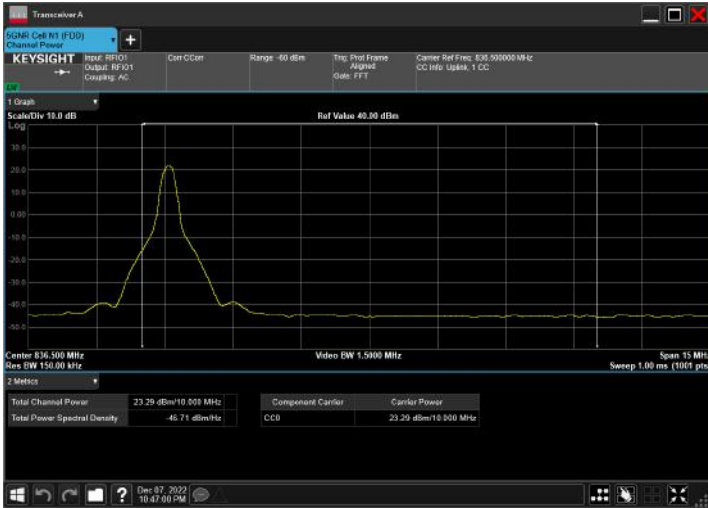 Transceiver A
5GNR Cell N1 (FDD)
Channel Power
KEYSIGHT
Input: RFIO1
Output: RFIO1
Coupling: AC
Corr CCorr
Range -60 dBm
Trig: Prot Frame
Aligned
Gate: FFT
Carrier Ref Freq: 836.500000 MHz
CC Info: Uplink, 1 CC
1 Graph
Scale/Div 10.0 dB
Ref Value 40.00 dBm
Log
30.0
20.0
10.0
0.00
-10.0
-20.0
-30.0
-40.0
-50.0
Center 836.500 MHz
Video BW 1.5000 MHz
Span 15 MHz
Res BW 150.00 kHz
Sweep 1.00 ms (1001 pts
2 Metrics
Total Channel Power 23.29 dBm/10.000 MHz
Total Power Spectral Density -46.71 dBm/Hz
Component Carrier Carrier Power
CC0 23.29 dBm/10.000 MHz
?
Dec 07, 2022
10:47:00 PM